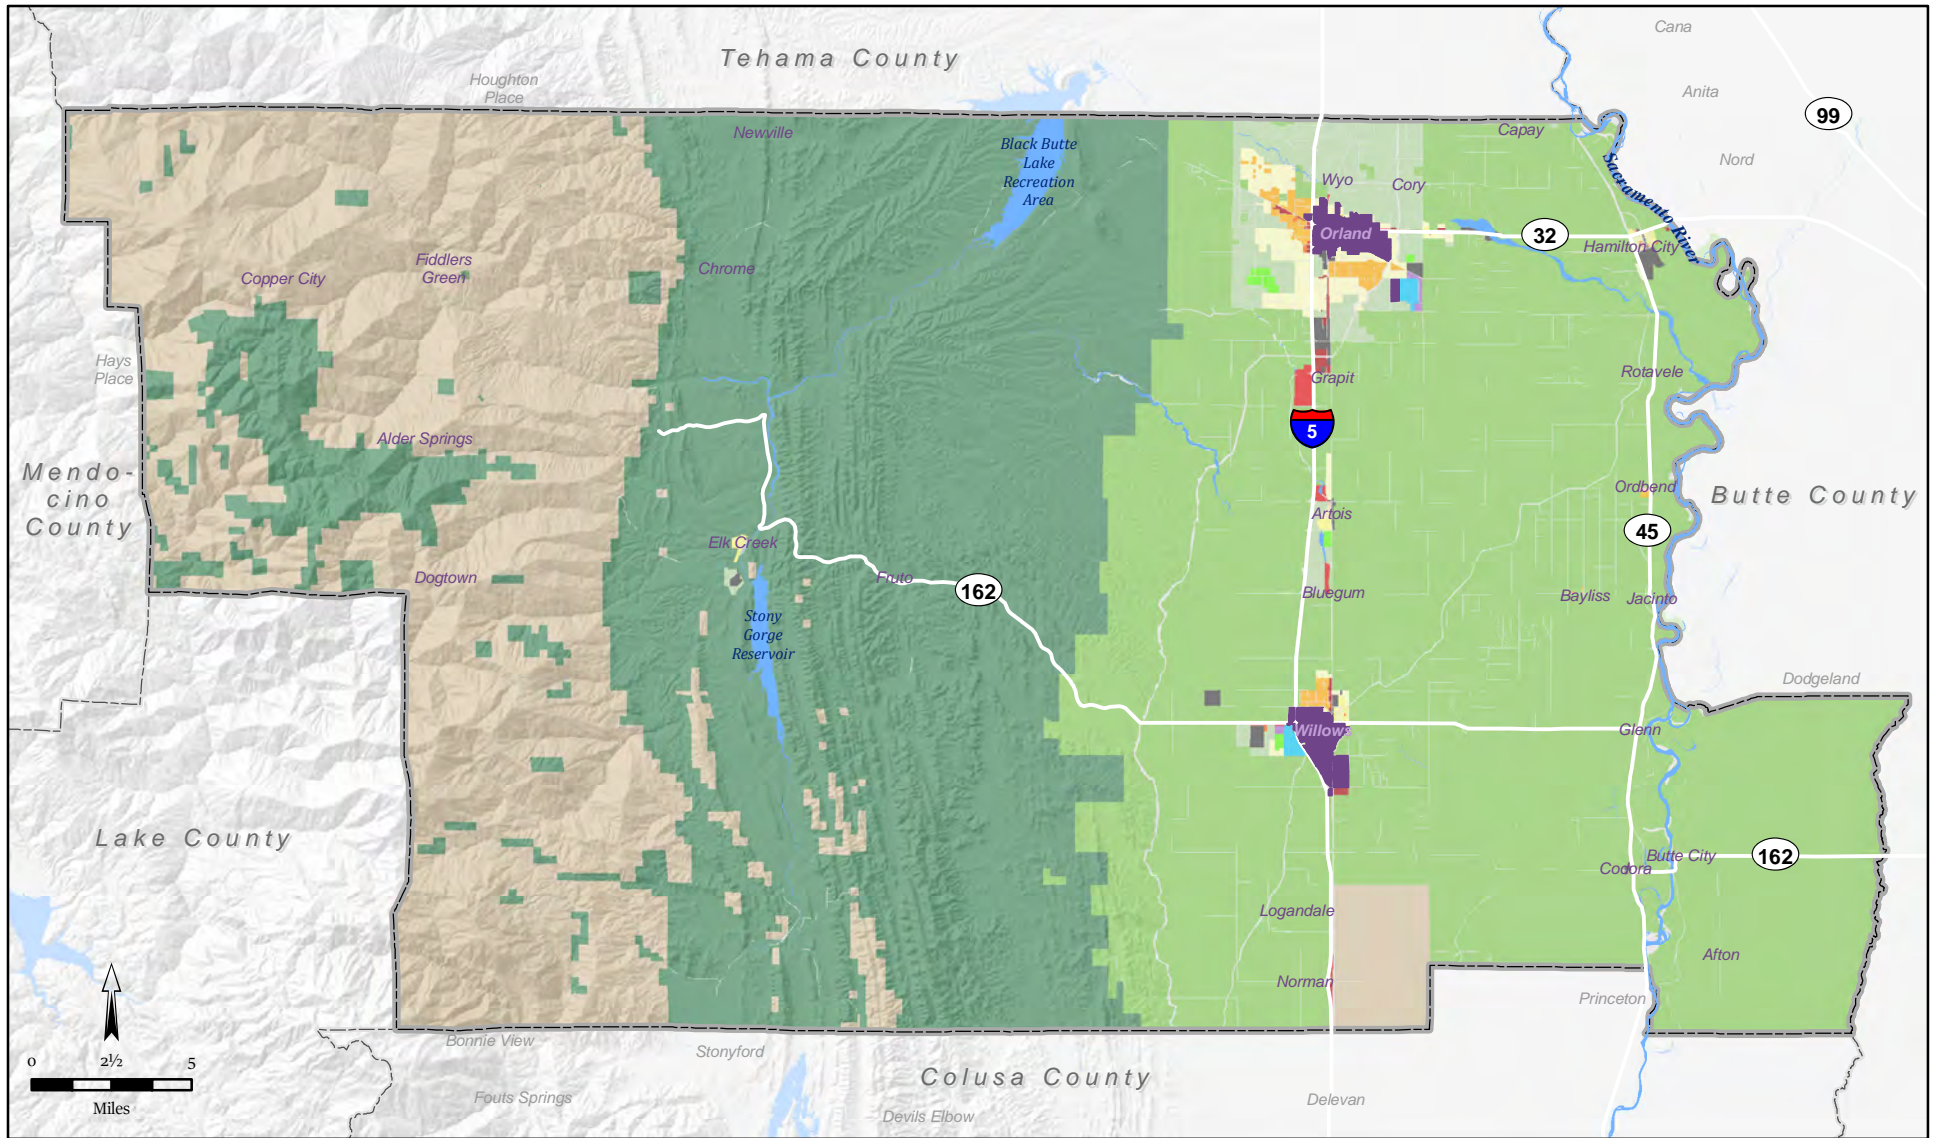 Cana
Tehama County
Houghton
Place
Anita
99
Newville
Capay
Black Butte
Lake
Recreation
Area
Nord
Sacramento River
Wyo
Cory
Orland
32
Hamilton City
Fiddlers
Green
Copper City
Chrome
Hays
Place
Rotavele
Grapit
5
Alder Springs
Mendo-
cino
County
Ordbend
Butte County
Artois
45
Elk Creek
Dogtown
Fruto
162
Bluegum
Bayliss
Jacinto
Stony
Gorge
Reservoir
Dodgeland
Willows
Glenn
Lake County
Butte City
162
Codora
Logandale
Afton
Norman
Princeton
Bonnie View
Stonyford
0 2½ 5
Miles
Colusa County
Fouts Springs
Devils Elbow
Delevan